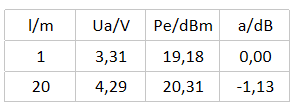 l/m Ua/V Pe/dBm a/dB
1 3,31 19,18 0,00
20 4,29 20,31 -1,13